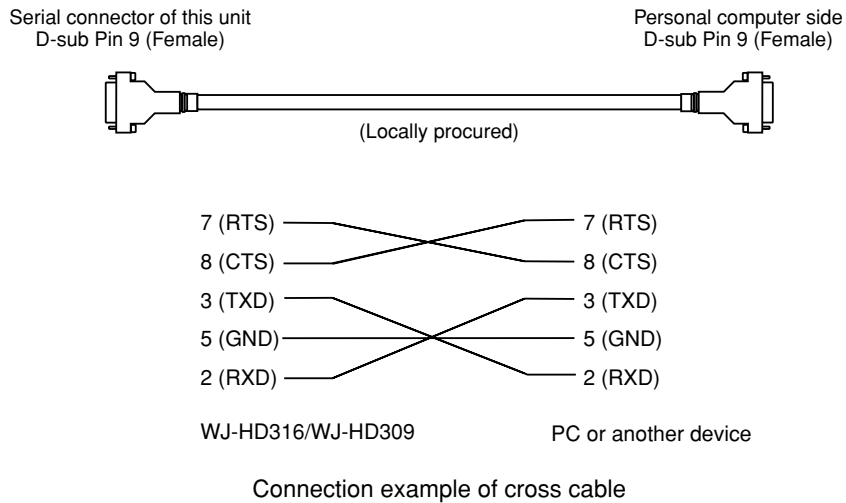 Serial connector of this unit
D-sub Pin 9 (Female)
Personal computer side
D-sub Pin 9 (Female)
(Locally procured)
7 (RTS) 7 (RTS)
8 (CTS) 8 (CTS)
3 (TXD) 3 (TXD)
5 (GND) 5 (GND)
2 (RXD) 2 (RXD)
WJ-HD316/WJ-HD309 PC or another device
Connection example of cross cable